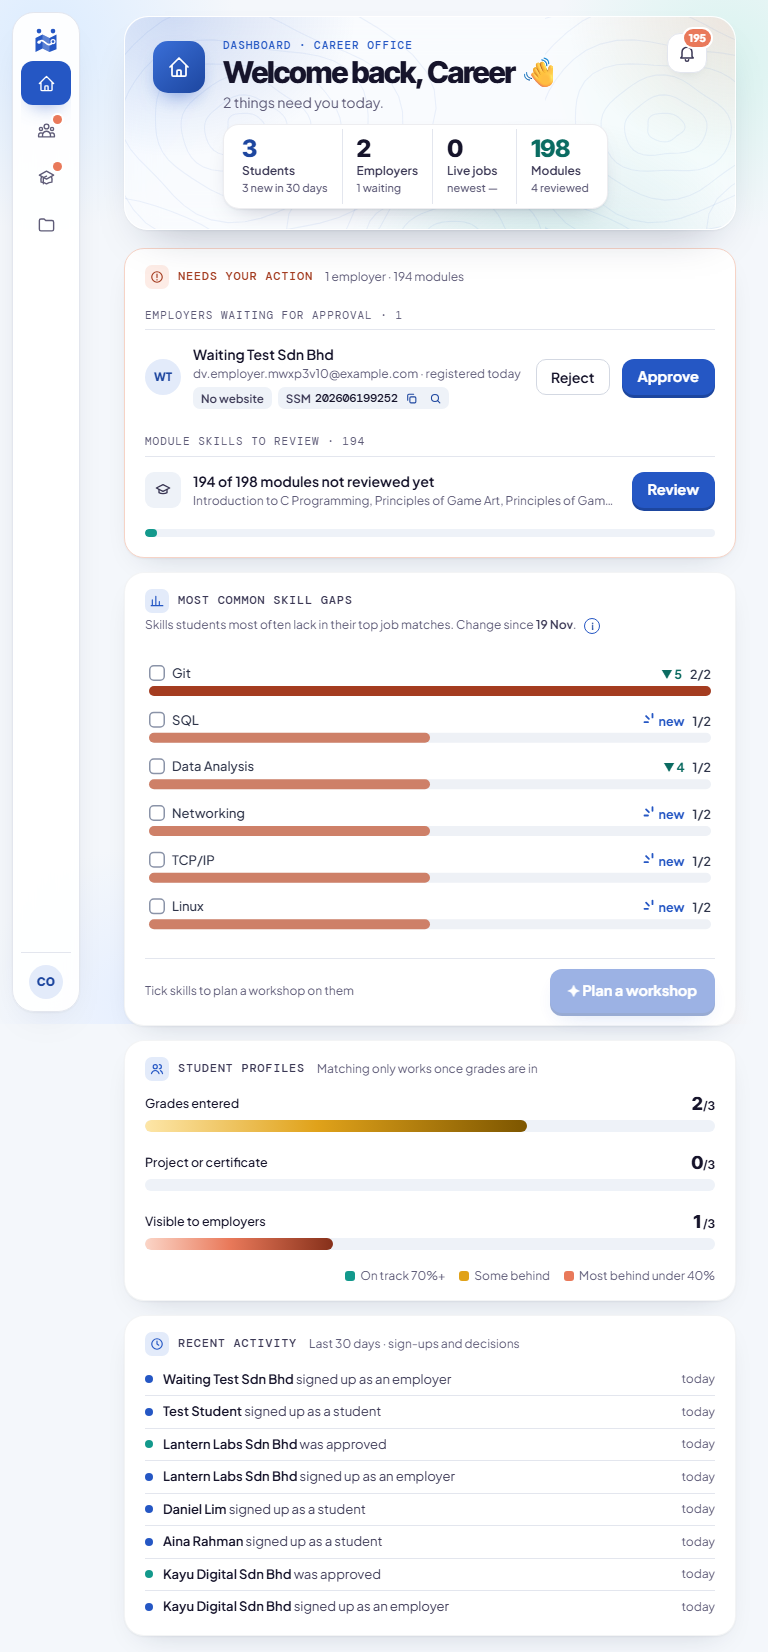 195
DASHBOARD · CAREER OFFICE
Welcome back, Career 👋
2 things need you today.
3 2 0 198
Students Employers Live jobs Modules
3 new in 30 days 1 waiting newest — 4 reviewed
NEEDS YOUR ACTION 1 employer · 194 modules
EMPLOYERS WAITING FOR APPROVAL · 1
WT
Waiting Test Sdn Bhd
dv.employer.mwxp3v10@example.com · registered today
No website SSM 202606199252
Reject Approve
MODULE SKILLS TO REVIEW · 194
194 of 198 modules not reviewed yet
Introduction to C Programming, Principles of Game Art, Principles of Gam...
Review
MOST COMMON SKILL GAPS
Skills students most often lack in their top job matches. Change since 19 Nov. i
Git ▼5 2/2
SQL new 1/2
Data Analysis ▼4 1/2
Networking new 1/2
TCP/IP new 1/2
Linux new 1/2
CO
Tick skills to plan a workshop on them
✦ Plan a workshop
STUDENT PROFILES Matching only works once grades are in
Grades entered 2/3
Project or certificate 0/3
Visible to employers 1/3
On track 70%+ Some behind Most behind under 40%
RECENT ACTIVITY Last 30 days · sign-ups and decisions
Waiting Test Sdn Bhd signed up as an employer today
Test Student signed up as a student today
Lantern Labs Sdn Bhd was approved today
Lantern Labs Sdn Bhd signed up as an employer today
Daniel Lim signed up as a student today
Aina Rahman signed up as a student today
Kayu Digital Sdn Bhd was approved today
Kayu Digital Sdn Bhd signed up as an employer today